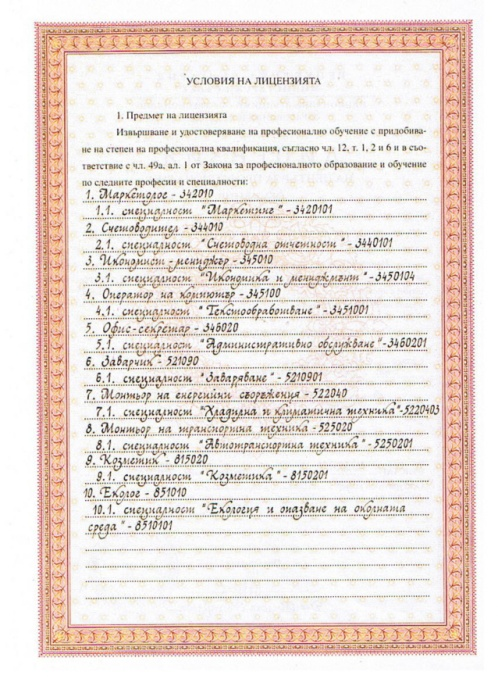 УСЛОВИЯ НА ЛИЦЕНЗИЯТА
1. Предмет на лицензията
Извършване и удостоверяване на професионално обучение с придобива-
не на степен на професионална квалификация, съгласно чл. 12, т. 1, 2 и 6 и в съо-
тветствие с чл. 49а, ал. 1 от Закона за професионалното образование и обучение
по следните професии и специалности:
1. Маркетолог - 342010
1.1. специалност "Маркетинг" - 3420101
2. Счетоводител - 344010
2.1. специалност "Счетоводна отчетност" - 3440101
3. Икономист - мениджър - 345010
3.1. специалност "Икономика и мениджмънт" - 3450104
4. Оператор на компютър - 345100
4.1. специалност "Текстообработване" - 3451001
5. Офис-секретар - 346020
5.1. специалност "Административно обслужване" - 3460201
6. Заварчик - 521090
6.1. специалност "Заваряване" - 5210901
7. Монтьор на енергийни съоръжения - 522040
7.1. специалност "Хладилна и климатична техника" - 5220403
8. Монтьор на транспортна техника - 525020
8.1. специалност "Автотранспортна техника" - 5250201
9. Козметик - 815020
9.1. специалност "Козметика" - 8150201
10. Еколог - 851010
10.1. специалност "Екология и опазване на околната
среда" - 8510101